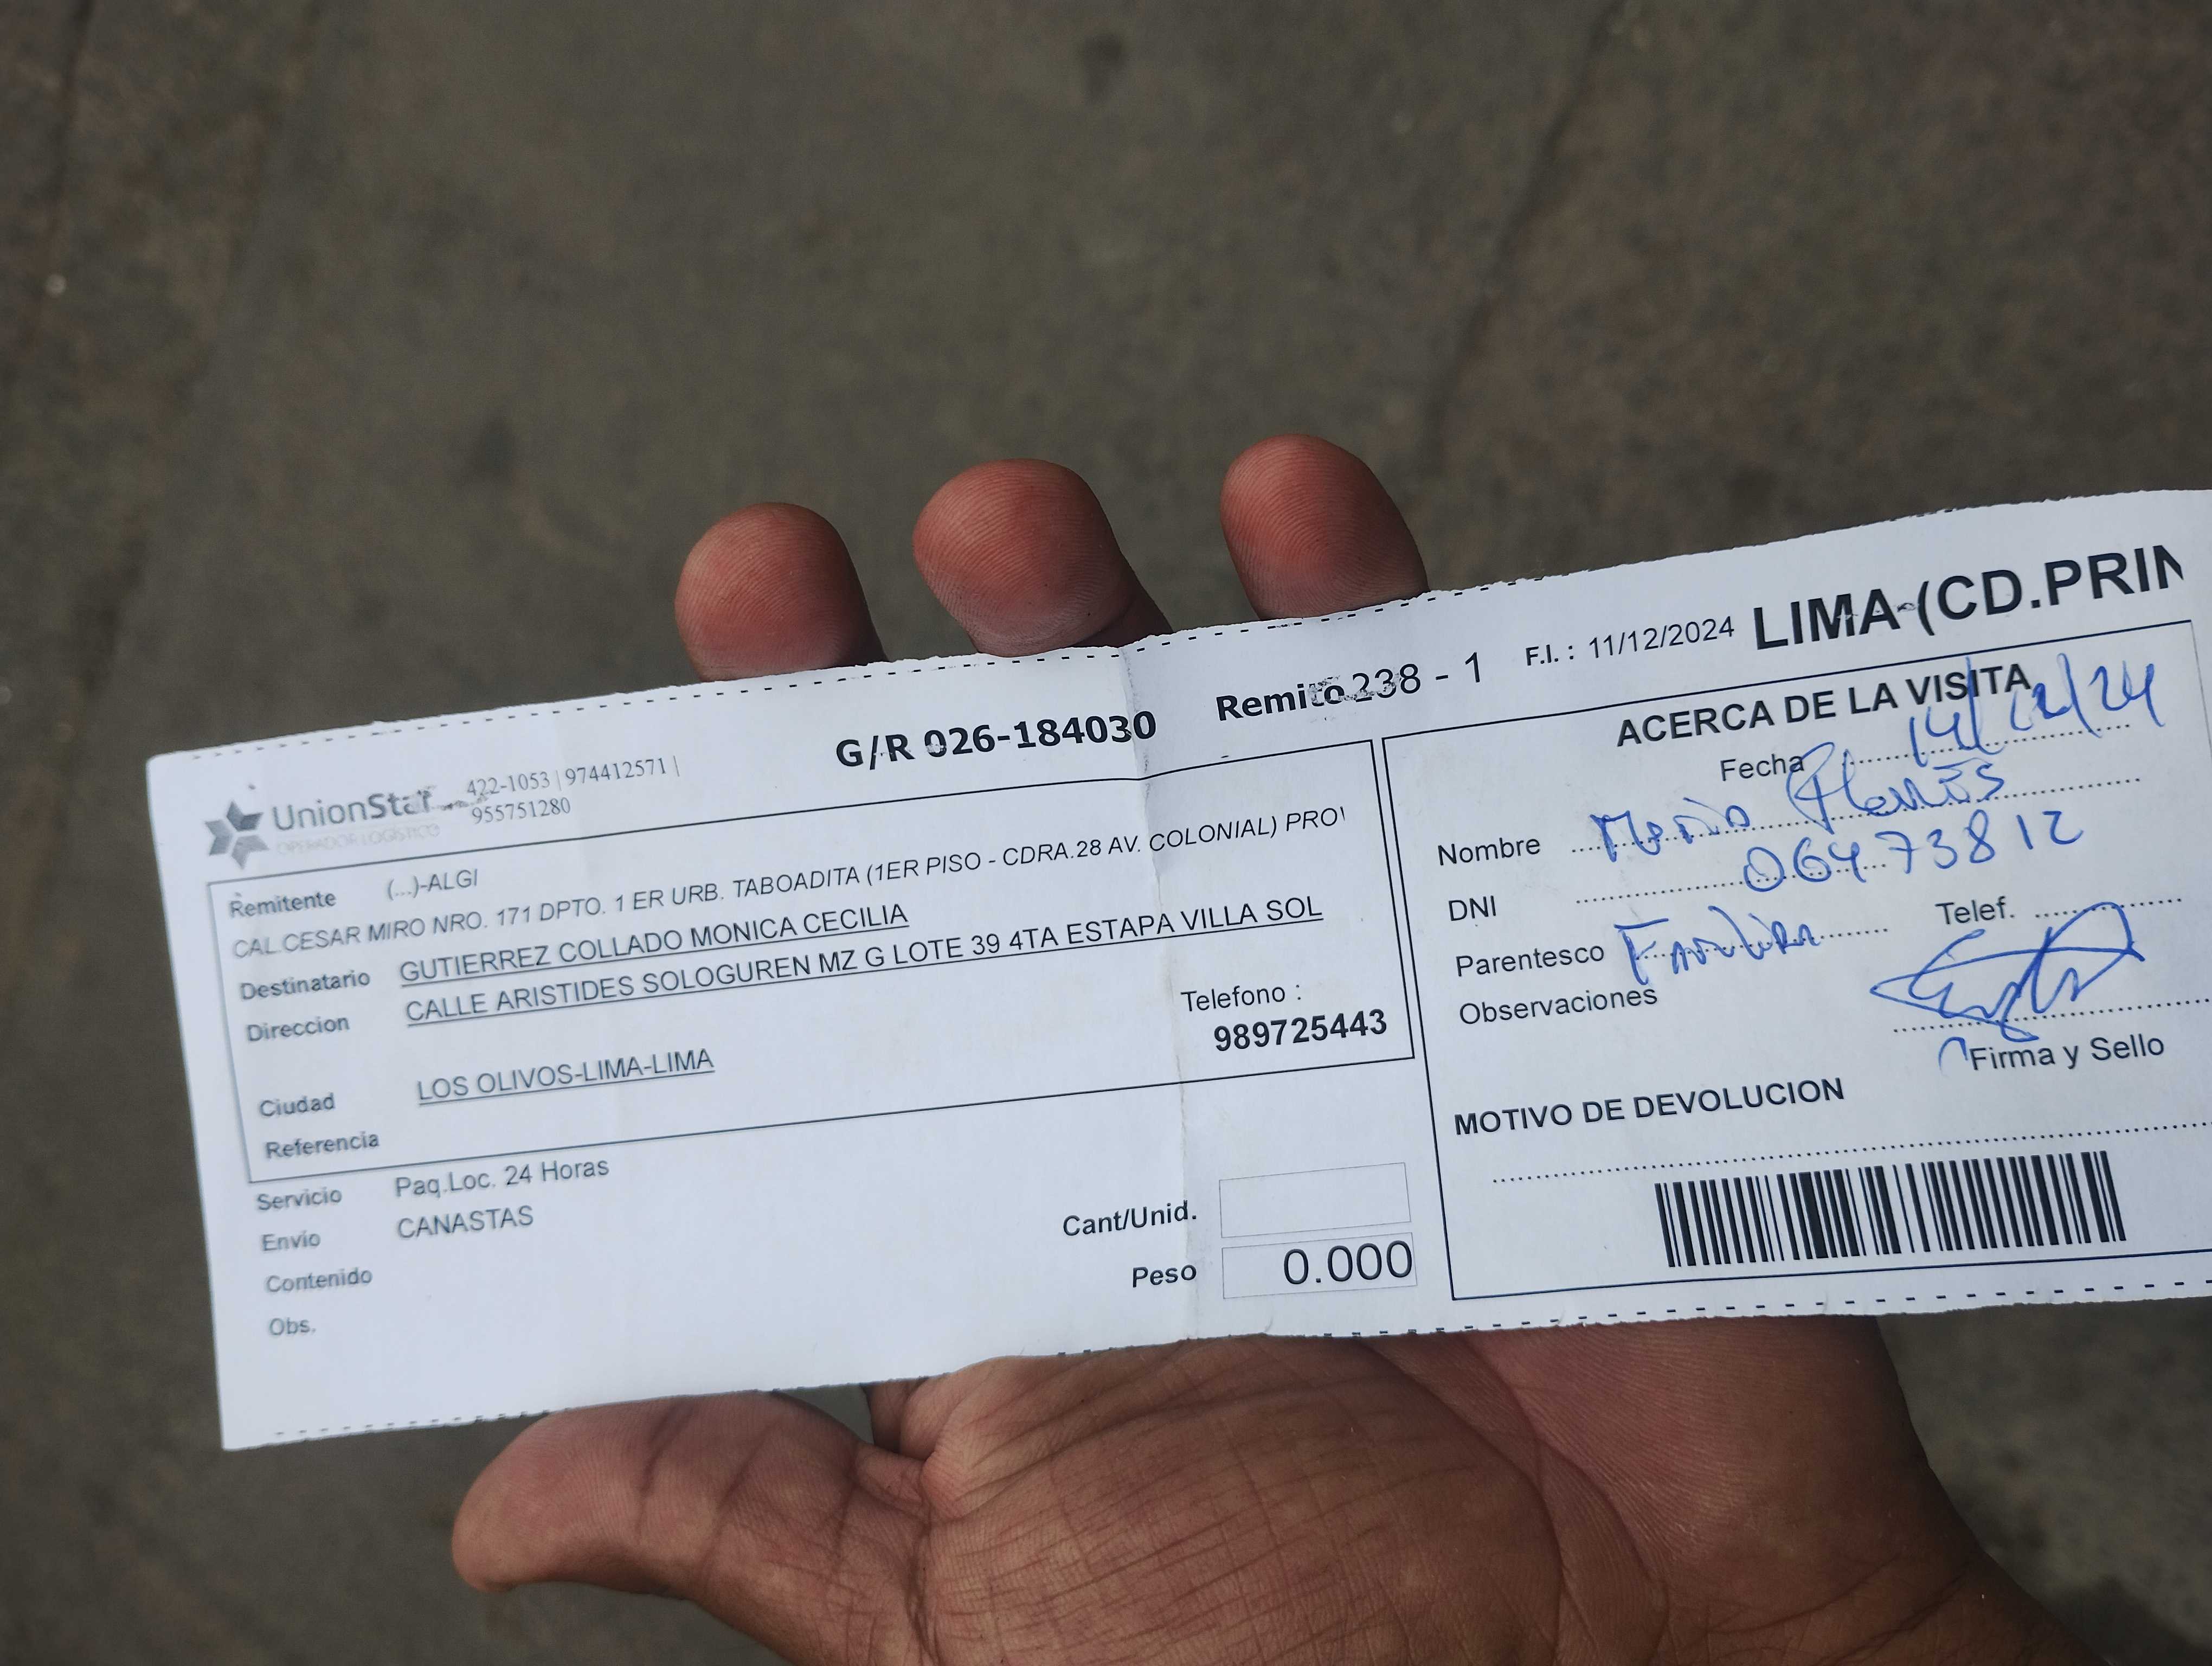 G/R 026-184030 Remito 238 - 1 F.I. : 11/12/2024 LIMA-(CD.PRIN
UnionStar 422-1053 | 974412571 |
OPERADOR LOGÍSTICO 955751280
Remitente (...)-ALGI
CAL.CESAR MIRO NRO. 171 DPTO. 1 ER URB. TABOADITA (1ER PISO - CDRA.28 AV. COLONIAL) PROV
Destinatario GUTIERREZ COLLADO MONICA CECILIA
Direccion CALLE ARISTIDES SOLOGUREN MZ G LOTE 39 4TA ESTAPA VILLA SOL
Telefono :
989725443
Ciudad LOS OLIVOS-LIMA-LIMA
Referencia
Servicio Paq.Loc. 24 Horas
Envio CANASTAS
Contenido
Obs.
Cant/Unid.
Peso 0.000
ACERCA DE LA VISITA
Fecha 14/12/24
Nombre
DNI 06473812
Parentesco Telef.
Observaciones
Firma y Sello
MOTIVO DE DEVOLUCION